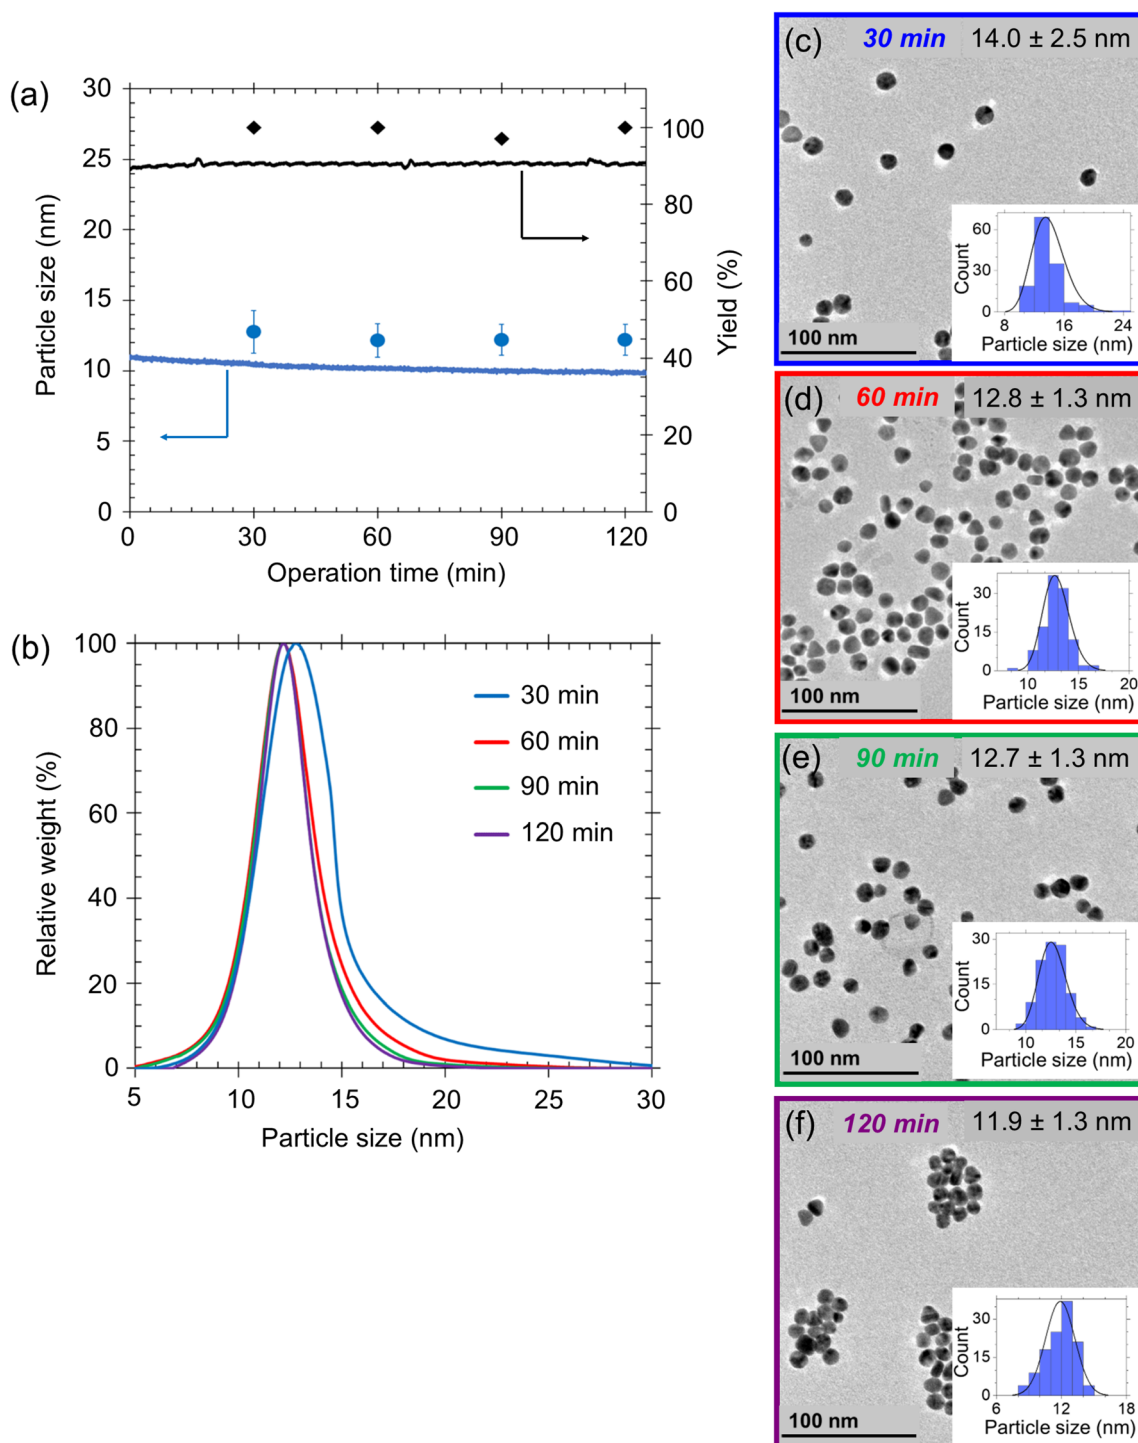 (a)
30
25
20
15
10
5
0
Particle size (nm)
100
80
60
40
20
0
Yield (%)
0 30 60 90 120
Operation time (min)
(b)
100
80
60
40
20
0
Relative weight (%)
30 min
60 min
90 min
120 min
5 10 15 20 25 30
Particle size (nm)
(c) 30 min 14.0 ± 2.5 nm
100 nm
60
30
0
Count
8 16 24
Particle size (nm)
(d) 60 min 12.8 ± 1.3 nm
100 nm
30
15
0
Count
10 15 20
Particle size (nm)
(e) 90 min 12.7 ± 1.3 nm
100 nm
30
15
0
Count
10 15 20
Particle size (nm)
(f) 120 min 11.9 ± 1.3 nm
100 nm
30
15
0
Count
6 12 18
Particle size (nm)